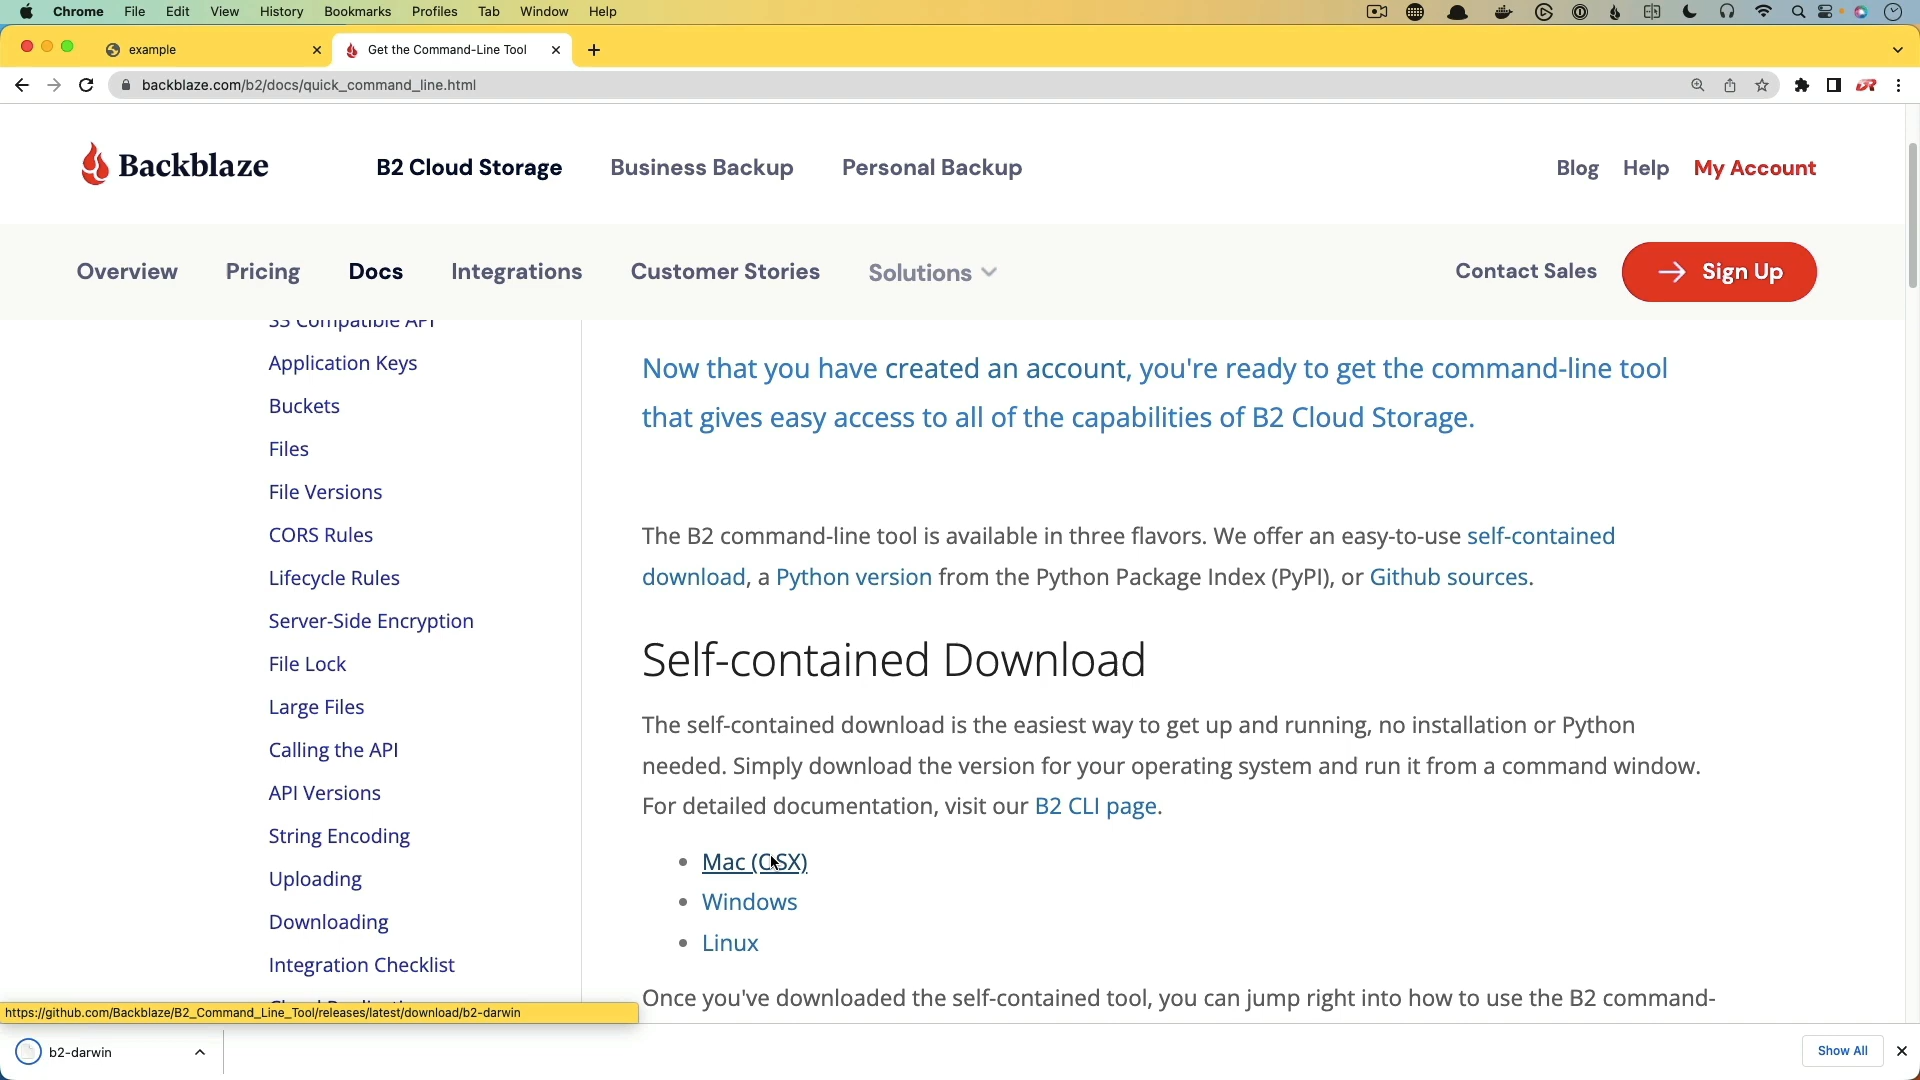 Chrome File Edit View History Bookmarks Profiles Tab Window Help
example
Get the Command-Line Tool
backblaze.com/b2/docs/quick_command_line.html
Backblaze
B2 Cloud Storage Business Backup Personal Backup
Blog Help My Account
Overview Pricing Docs Integrations Customer Stories Solutions
Contact Sales Sign Up
S3 Compatible API
Application Keys
Buckets
Files
File Versions
CORS Rules
Lifecycle Rules
Server-Side Encryption
File Lock
Large Files
Calling the API
API Versions
String Encoding
Uploading
Downloading
Integration Checklist
Now that you have created an account, you're ready to get the command-line tool
that gives easy access to all of the capabilities of B2 Cloud Storage.
The B2 command-line tool is available in three flavors. We offer an easy-to-use self-contained
download, a Python version from the Python Package Index (PyPI), or Github sources.
Self-contained Download
The self-contained download is the easiest way to get up and running, no installation or Python
needed. Simply download the version for your operating system and run it from a command window.
For detailed documentation, visit our B2 CLI page.
Mac (OSX)
Windows
Linux
Once you've downloaded the self-contained tool, you can jump right into how to use the B2 command-
https://github.com/Backblaze/B2_Command_Line_Tool/releases/latest/download/b2-darwin
b2-darwin
Show All